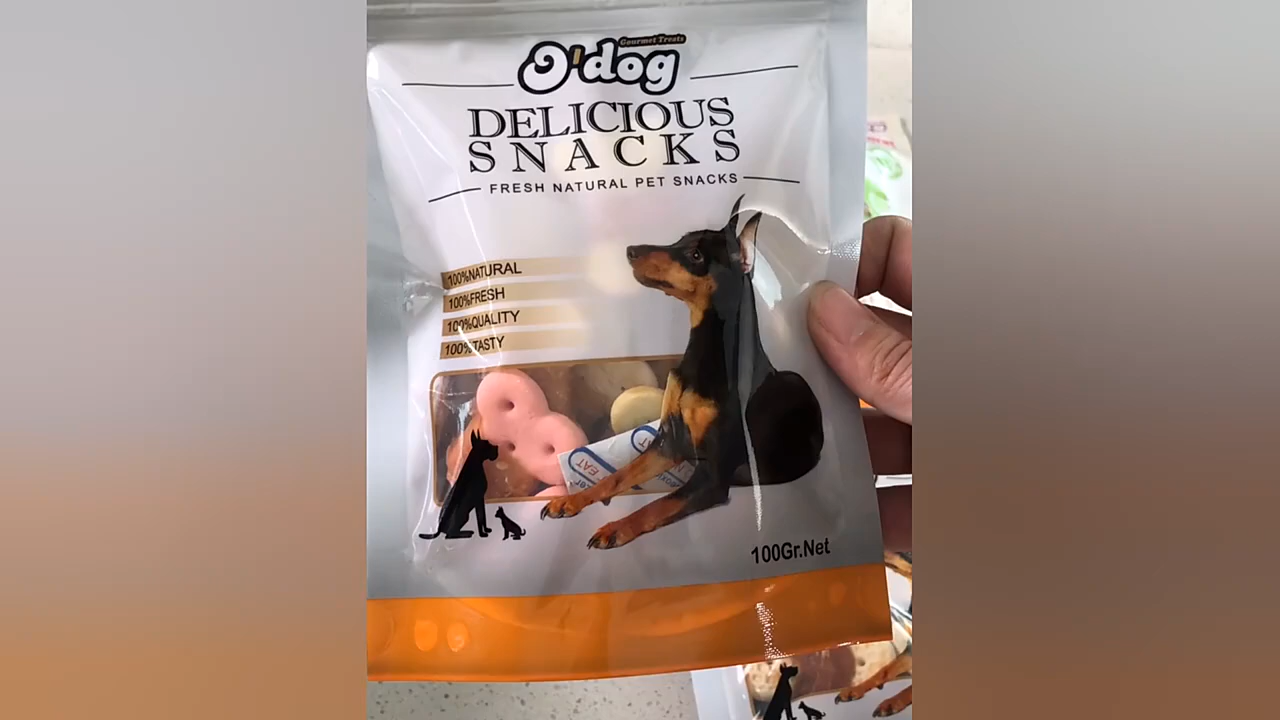 Gourmet Treats
O'dog
DELICIOUS
SNACKS
FRESH NATURAL PET SNACKS
100%NATURAL
100%FRESH
100%QUALITY
100%TASTY
EAT
100Gr.Net